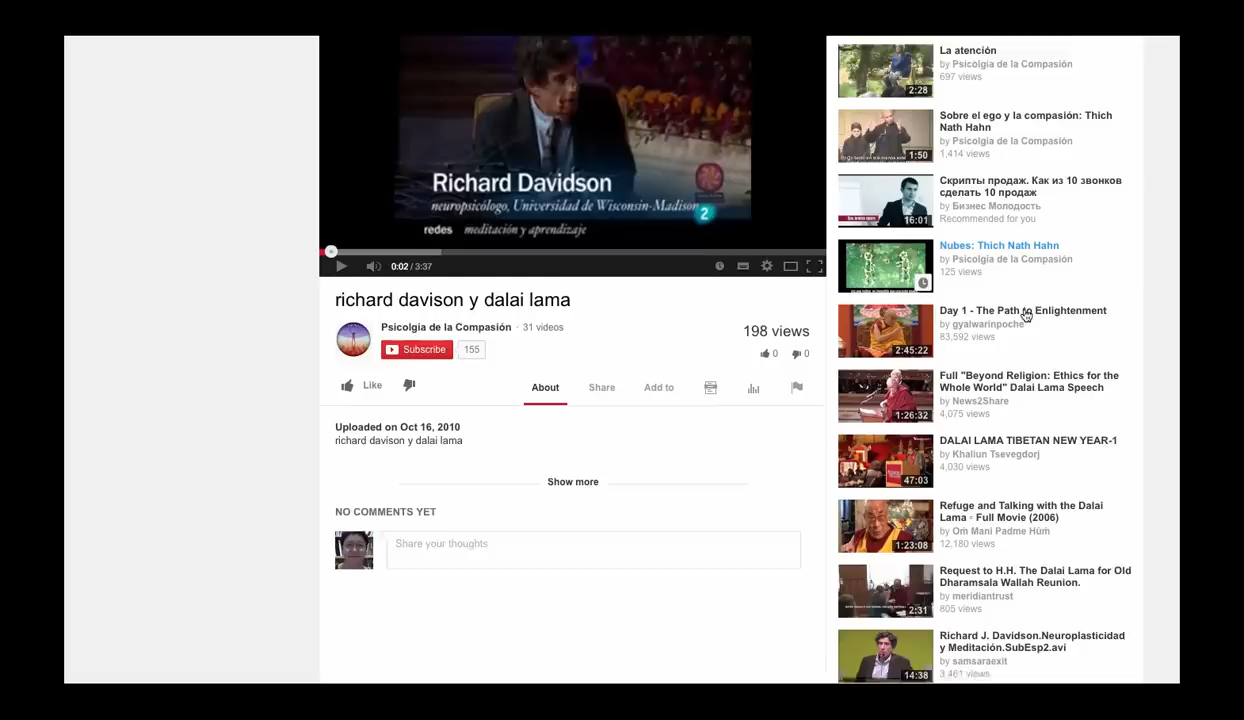 Richard Davidson
neuropsicólogo, Universidad de Wisconsin-Madison
2
redes meditación y aprendizaje
0:02 / 3:37
richard davison y dalai lama
Psicolgía de la Compasión · 31 videos
Subscribe 155
198 views
0 0
Like
About Share Add to
Uploaded on Oct 16, 2010
richard davison y dalai lama
Show more
NO COMMENTS YET
Share your thoughts
La atención
by Psicolgía de la Compasión
697 views
2:28
Sobre el ego y la compasión: Thich
Nath Hahn
by Psicolgía de la Compasión
1,414 views
1:50
Скрипты продаж. Как из 10 звонков
сделать 10 продаж
by Бизнес Молодость
Recommended for you
16:01
Nubes: Thich Nath Hahn
by Psicolgía de la Compasión
125 views
Day 1 - The Path to Enlightenment
by gyalwarinpoche
83,592 views
2:45:22
Full "Beyond Religion: Ethics for the
Whole World" Dalai Lama Speech
by News2Share
4,075 views
1:26:32
DALAI LAMA TIBETAN NEW YEAR-1
by Khaliun Tsevegdorj
4,030 views
47:03
Refuge and Talking with the Dalai
Lama ◦ Full Movie (2006)
by Oṁ Mani Padme Hūṁ
12,180 views
1:23:08
Request to H.H. The Dalai Lama for Old
Dharamsala Wallah Reunion.
by meridiantrust
805 views
2:31
Richard J. Davidson.Neuroplasticidad
y Meditación.SubEsp2.avi
by samsaraexit
3,461 views
14:38